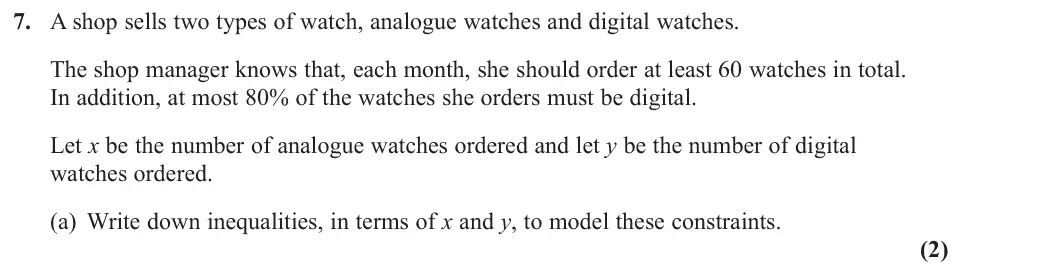 7. A shop sells two types of watch, analogue watches and digital watches.
The shop manager knows that, each month, she should order at least 60 watches in total.
In addition, at most 80% of the watches she orders must be digital.
Let x be the number of analogue watches ordered and let y be the number of digital
watches ordered.
(a) Write down inequalities, in terms of x and y, to model these constraints.
(2)